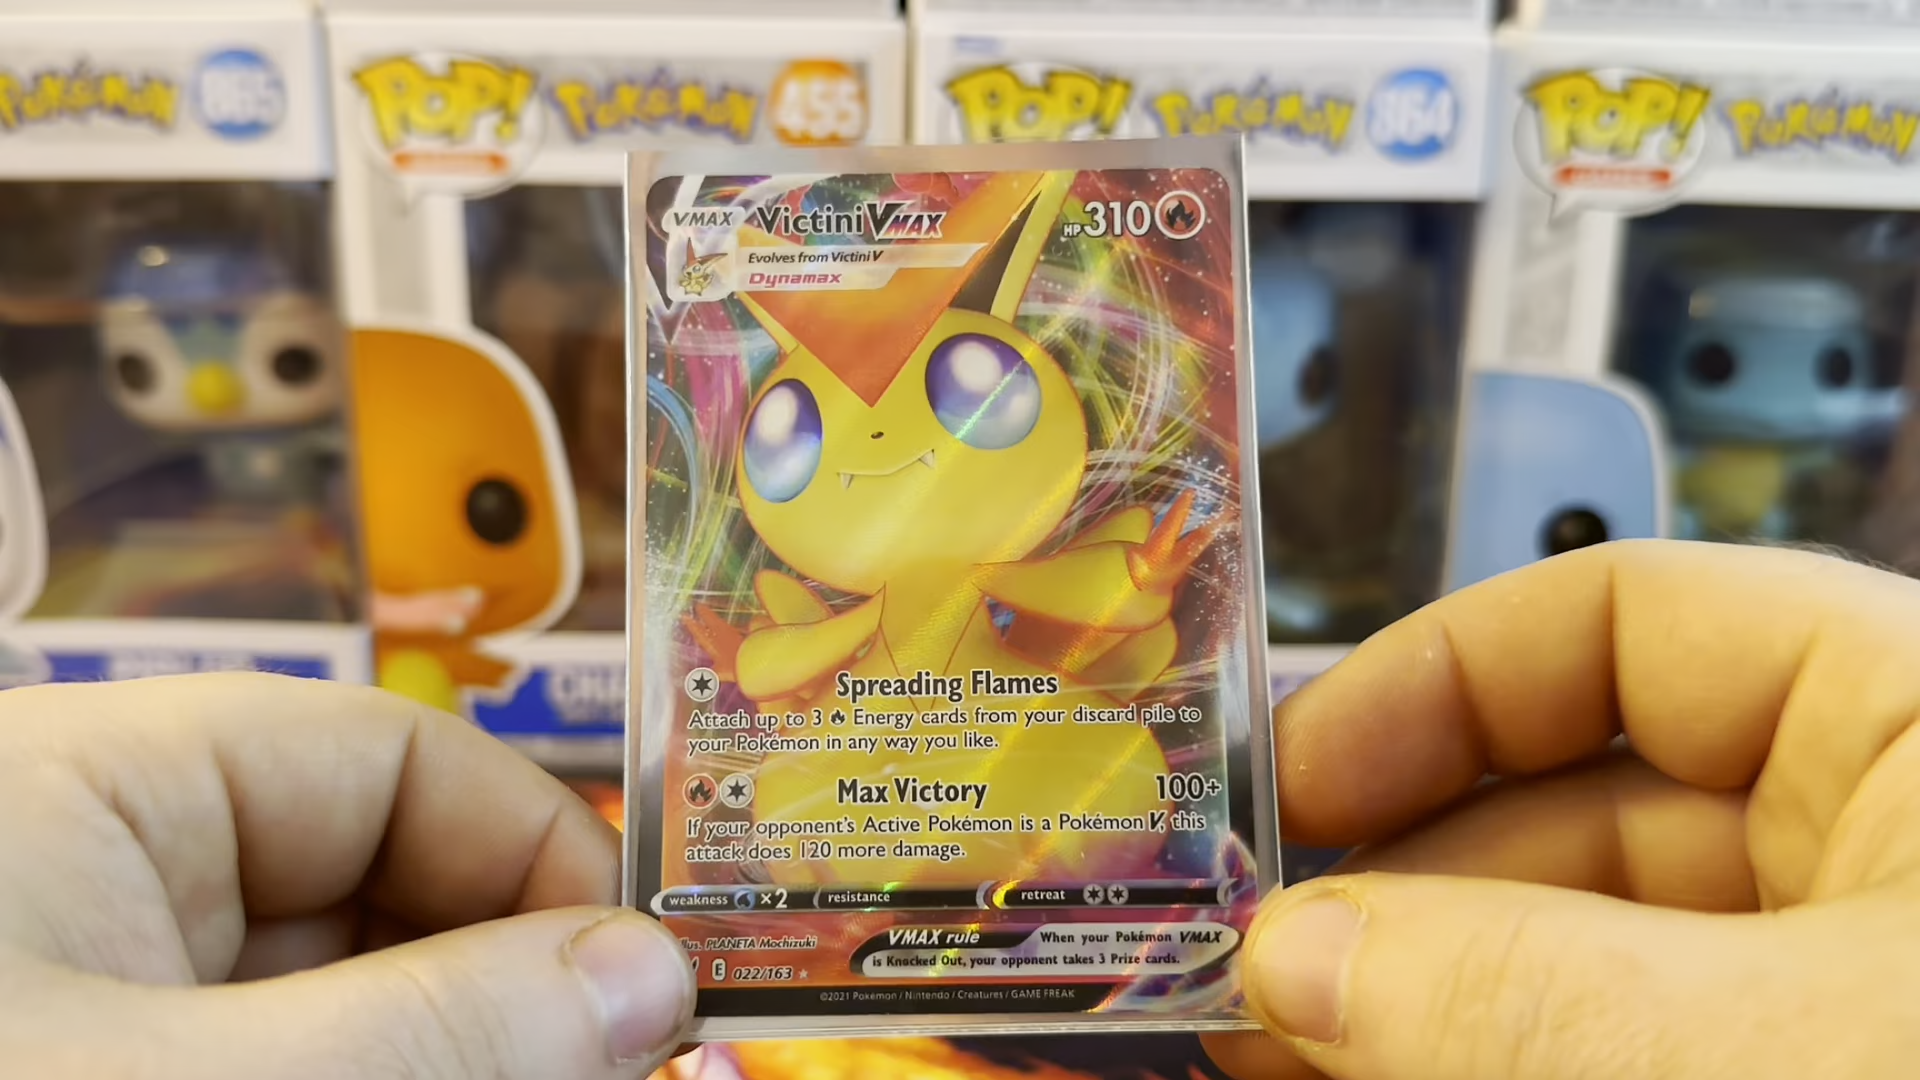 Pokémon 865
POP! Pokémon 455
POP! Pokémon 864
POP! Pokémon
VMAX Victini VMAX HP 310
Evolves from Victini V
Dynamax
Spreading Flames
Attach up to 3 Energy cards from your discard pile to
your Pokémon in any way you like.
Max Victory 100+
If your opponent's Active Pokémon is a Pokémon V, this
attack does 120 more damage.
weakness ×2 resistance retreat
Illus. PLANETA Mochizuki
VMAX rule When your Pokémon VMAX
is Knocked Out, your opponent takes 3 Prize cards.
E 022/163
©2021 Pokémon / Nintendo / Creatures / GAME FREAK